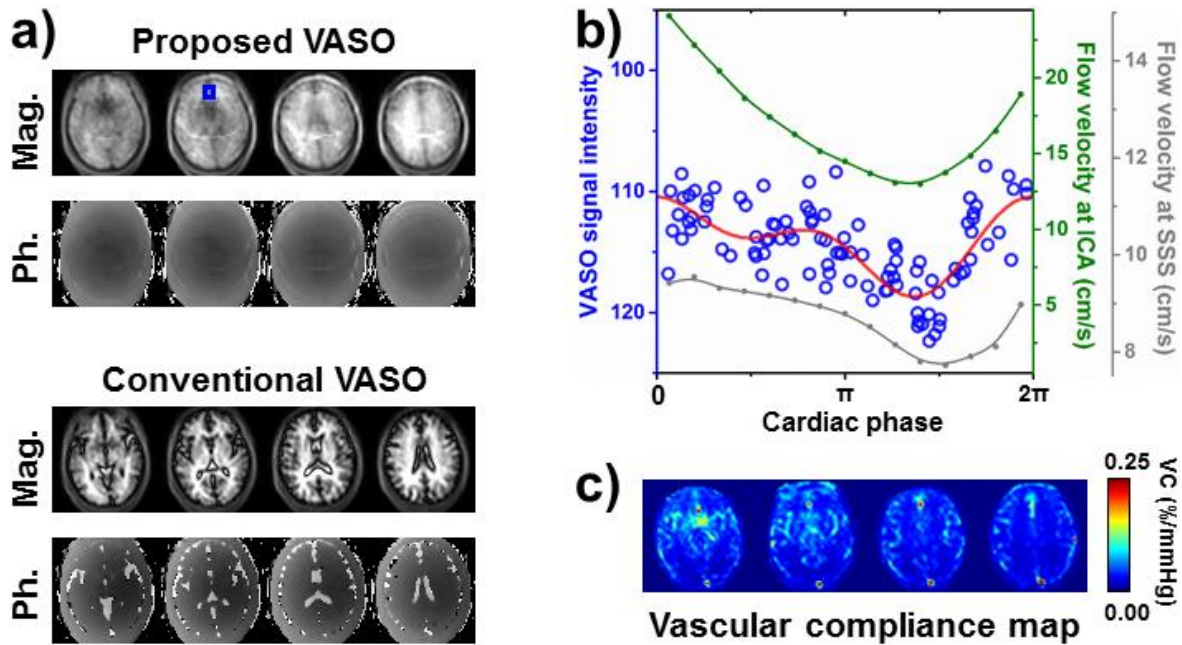 a)
Proposed VASO
Mag.
Ph.
Conventional VASO
Mag.
Ph.
b)
VASO signal intensity
100
110
120
0
π
2π
Cardiac phase
20
15
10
5
Flow velocity at ICA (cm/s)
14
12
10
8
Flow velocity at SSS (cm/s)
c)
0.25
VC (%/mmHg)
0.00
Vascular compliance map